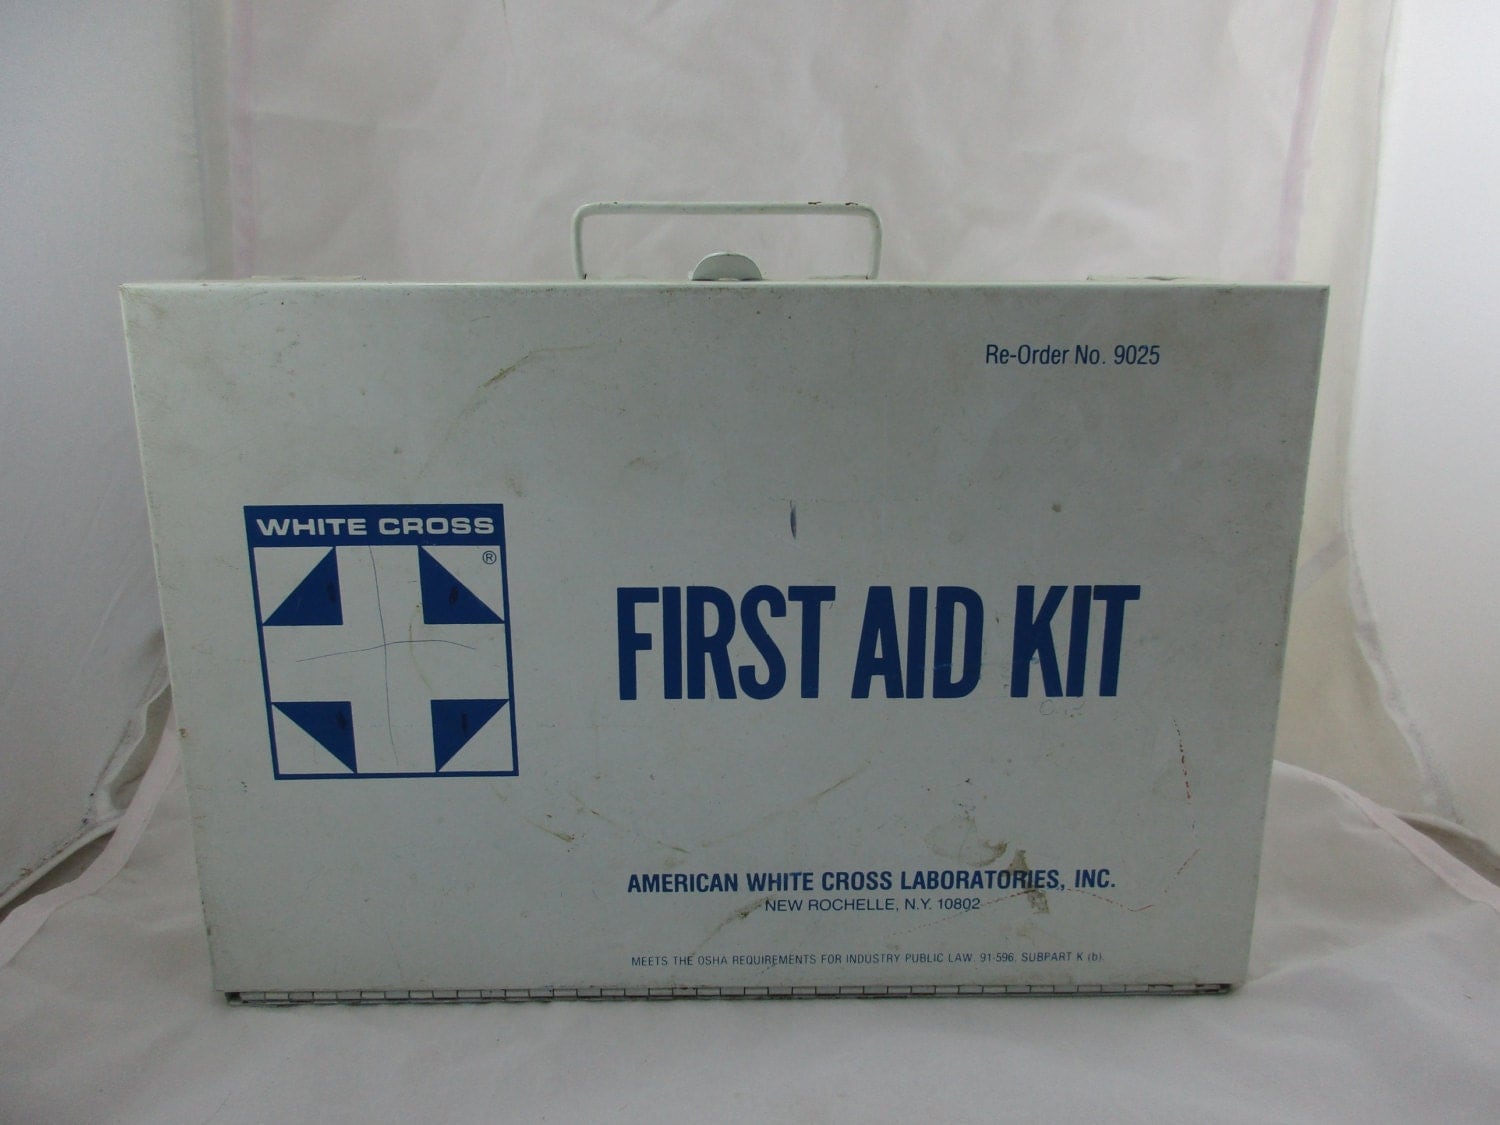 Re-Order No. 9025
WHITE CROSS
®
FIRST AID KIT
AMERICAN WHITE CROSS LABORATORIES, INC.
NEW ROCHELLE, N.Y. 10802
MEETS THE OSHA REQUIREMENTS FOR INDUSTRY PUBLIC LAW. 91-596. SUBPART K (b).